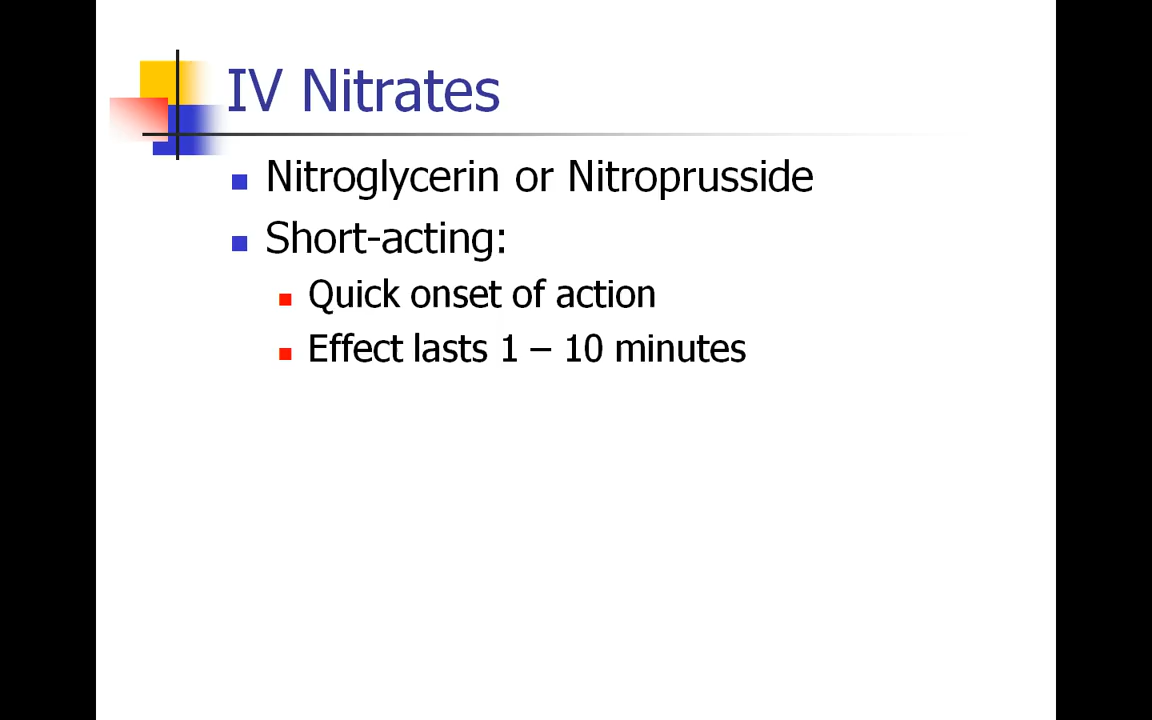 IV Nitrates
Nitroglycerin or Nitroprusside
Short-acting:
Quick onset of action
Effect lasts 1 – 10 minutes